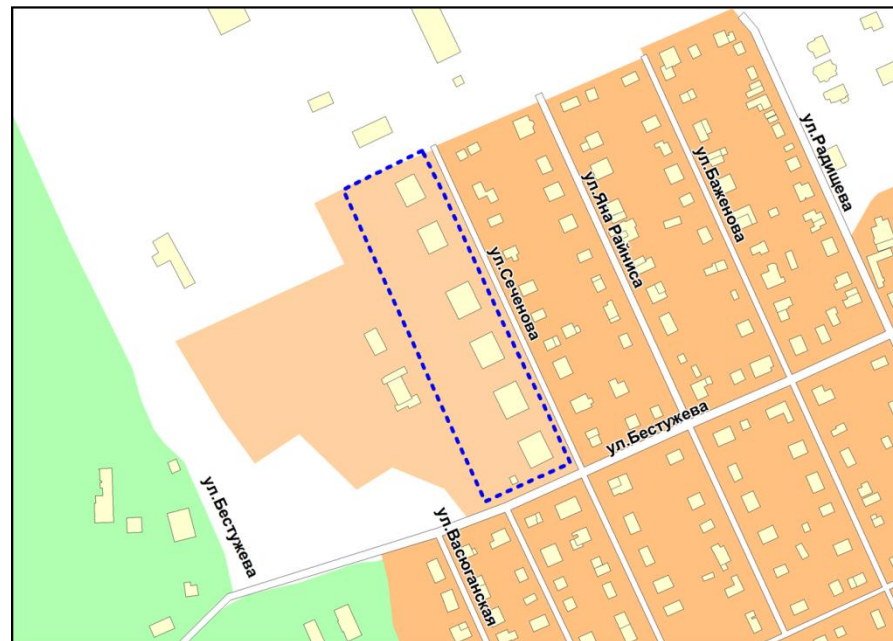 ул.Радищева
ул.Баженова
ул.Яна Райниса
ул.Сеченова
ул.Бестужева
ул.Бестужева
ул.Васюганская